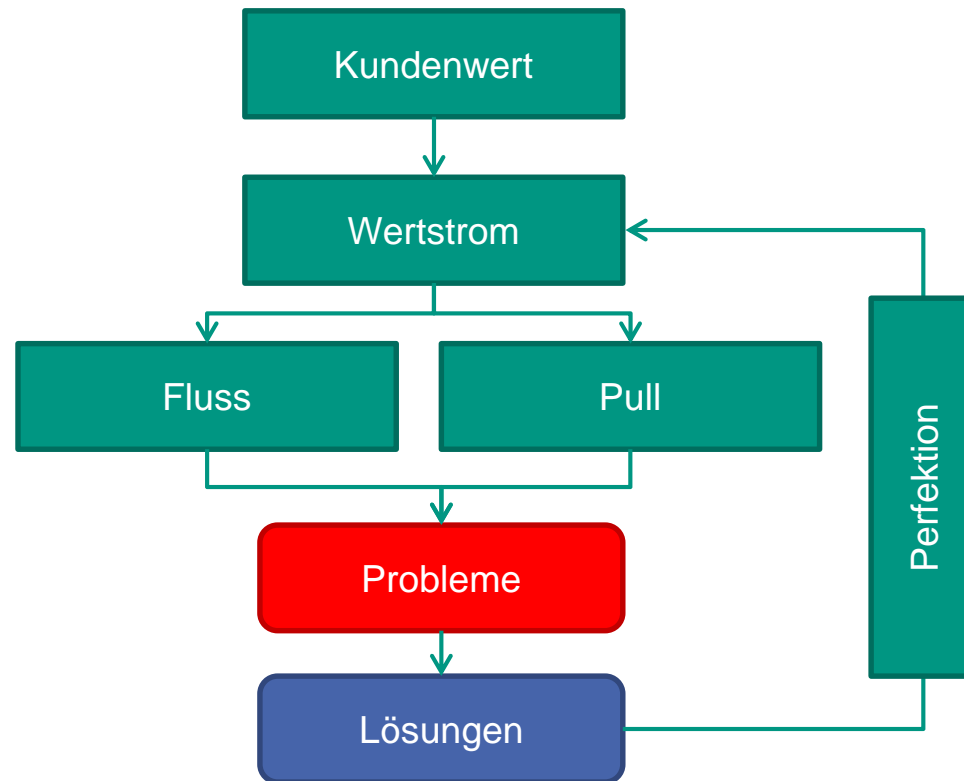 Kundenwert
Wertstrom
Fluss
Pull
Probleme
Lösungen
Perfektion